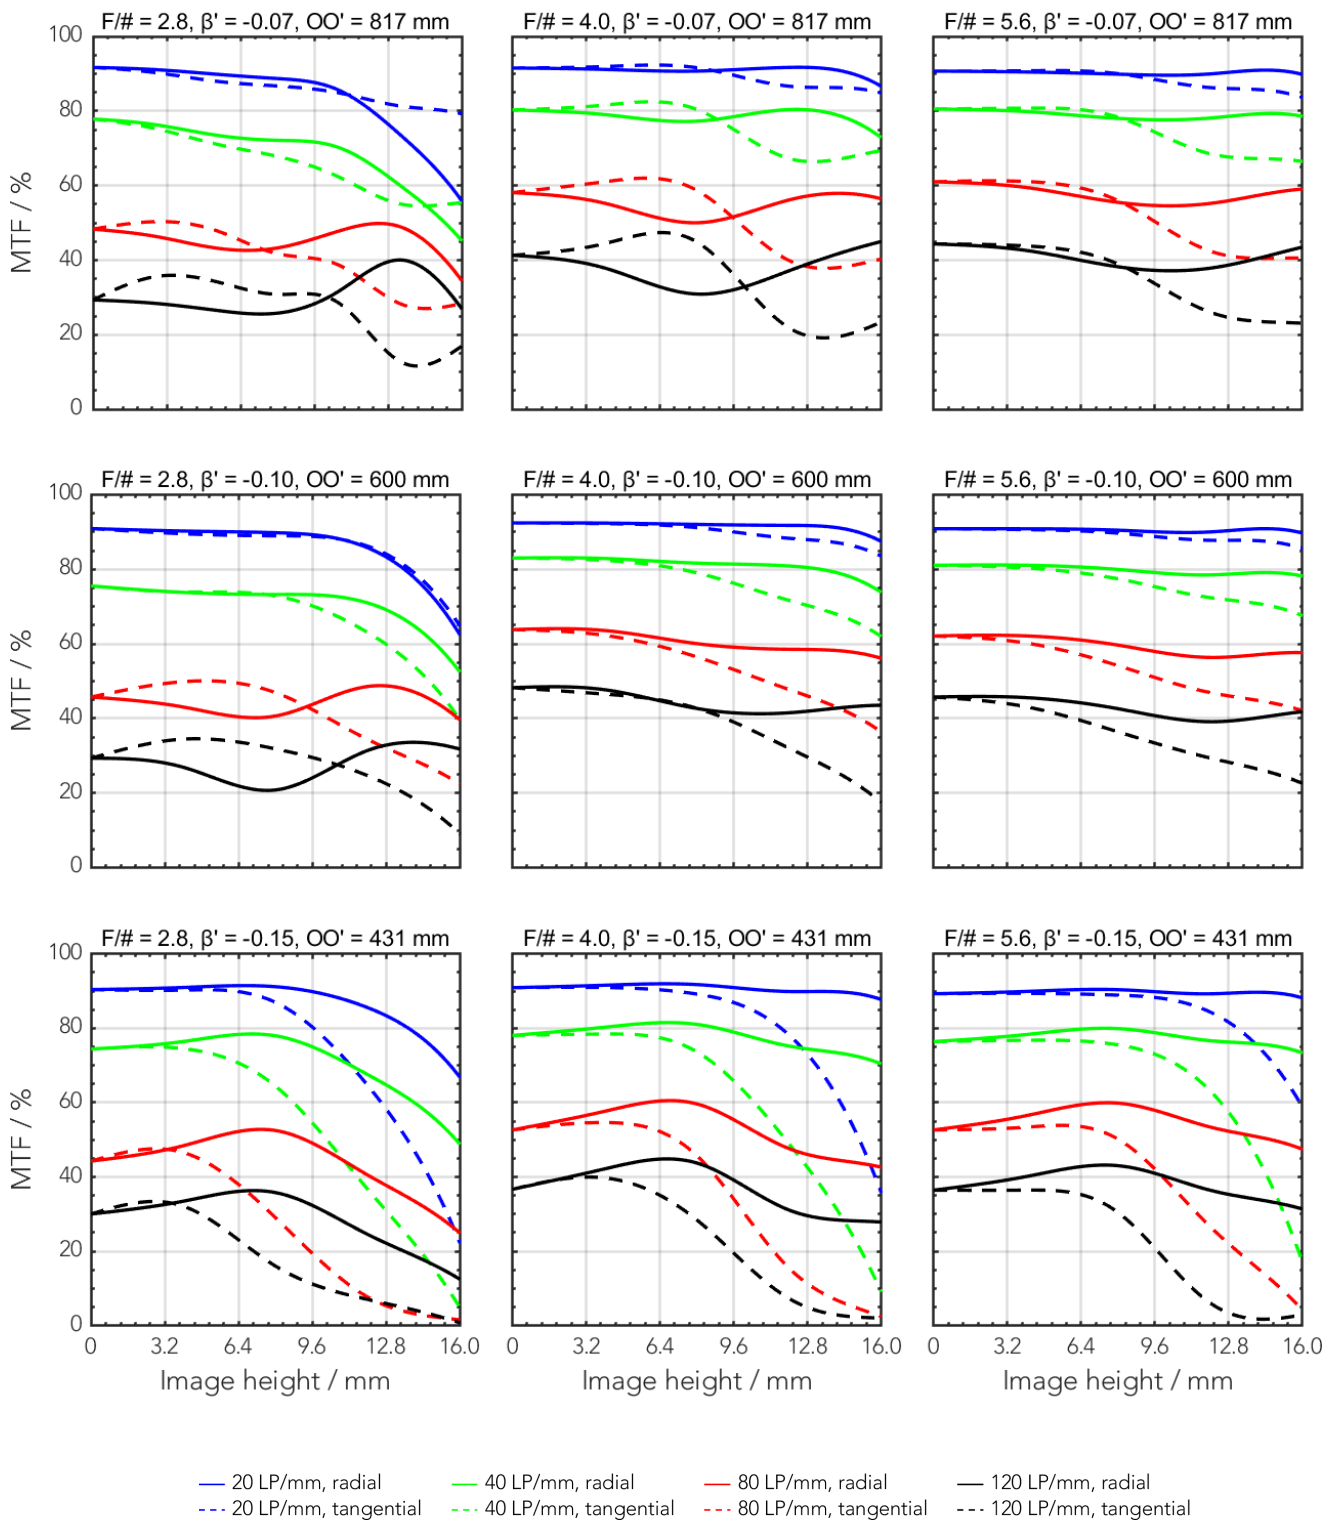 F/# = 2.8, β' = -0.07, OO' = 817 mm
F/# = 4.0, β' = -0.07, OO' = 817 mm
F/# = 5.6, β' = -0.07, OO' = 817 mm
100
80
60
40
20
0
MTF / %
F/# = 2.8, β' = -0.10, OO' = 600 mm
F/# = 4.0, β' = -0.10, OO' = 600 mm
F/# = 5.6, β' = -0.10, OO' = 600 mm
100
80
60
40
20
0
MTF / %
F/# = 2.8, β' = -0.15, OO' = 431 mm
F/# = 4.0, β' = -0.15, OO' = 431 mm
F/# = 5.6, β' = -0.15, OO' = 431 mm
100
80
60
40
20
0
MTF / %
0 3.2 6.4 9.6 12.8 16.0
0 3.2 6.4 9.6 12.8 16.0
0 3.2 6.4 9.6 12.8 16.0
Image height / mm
Image height / mm
Image height / mm
20 LP/mm, radial
40 LP/mm, radial
80 LP/mm, radial
120 LP/mm, radial
20 LP/mm, tangential
40 LP/mm, tangential
80 LP/mm, tangential
120 LP/mm, tangential